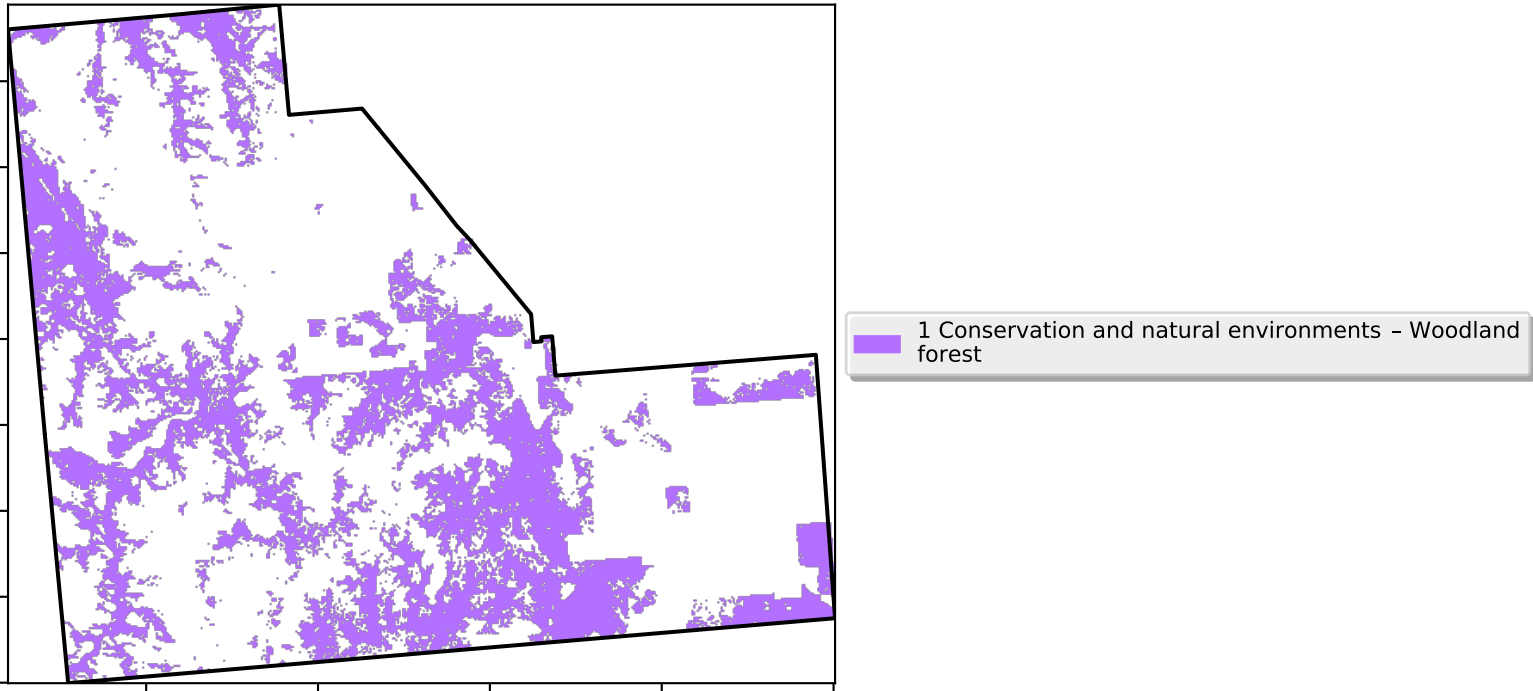 1 Conservation and natural environments – Woodland
forest